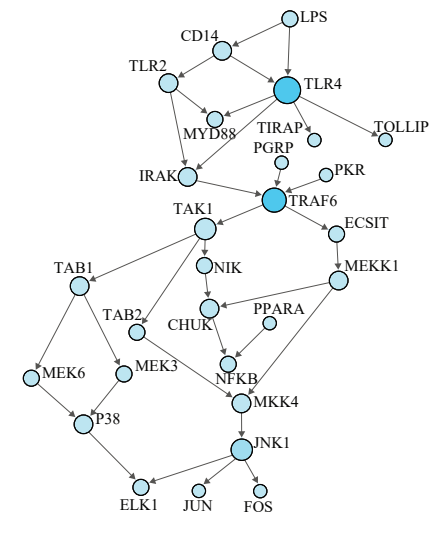 LPS
CD14
TLR2
TLR4
MYD88
TIRAP
TOLLIP
PGRP
PKR
IRAK
TRAF6
TAK1
ECSIT
TAB1
NIK
MEKK1
TAB2
CHUK
PPARA
MEK6
MEK3
NFKB
MKK4
P38
JNK1
ELK1
JUN
FOS